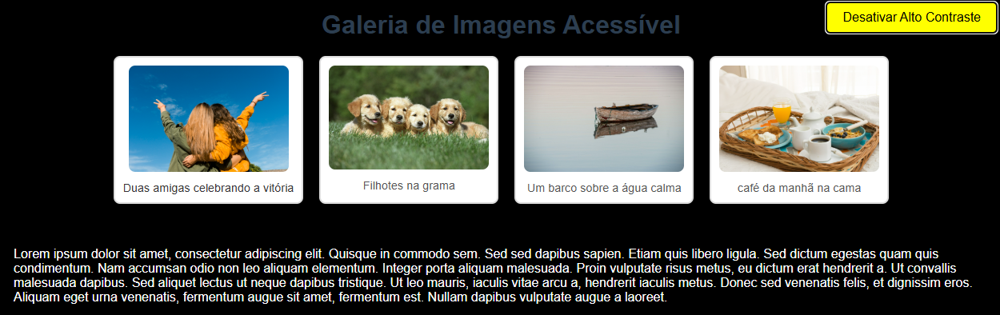 Galeria de Imagens Acessível
Desativar Alto Contraste
Duas amigas celebrando a vitória
Filhotes na grama
Um barco sobre a água calma
café da manhã na cama
Lorem ipsum dolor sit amet, consectetur adipiscing elit. Quisque in commodo sem. Sed sed dapibus sapien. Etiam quis libero ligula. Sed dictum egestas quam quis
condimentum. Nam accumsan odio non leo aliquam elementum. Integer porta aliquam malesuada. Proin vulputate risus metus, eu dictum erat hendrerit a. Ut convallis
malesuada dapibus. Sed aliquet lectus ut neque dapibus tristique. Ut leo mauris, iaculis vitae arcu a, hendrerit iaculis metus. Donec sed venenatis felis, et dignissim eros.
Aliquam eget urna venenatis, fermentum augue sit amet, fermentum est. Nullam dapibus vulputate augue a laoreet.